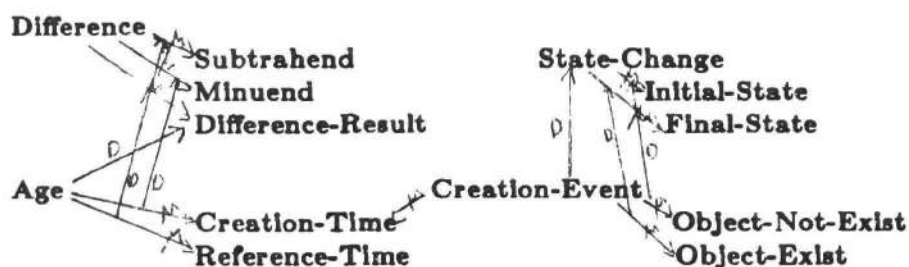 Difference
Subtrahend
Minuend
Difference-Result
Age
Creation-Time
Reference-Time
State-Change
Initial-State
Final-State
Creation-Event
Object-Not-Exist
Object-Exist
D
D
D
D
D
D